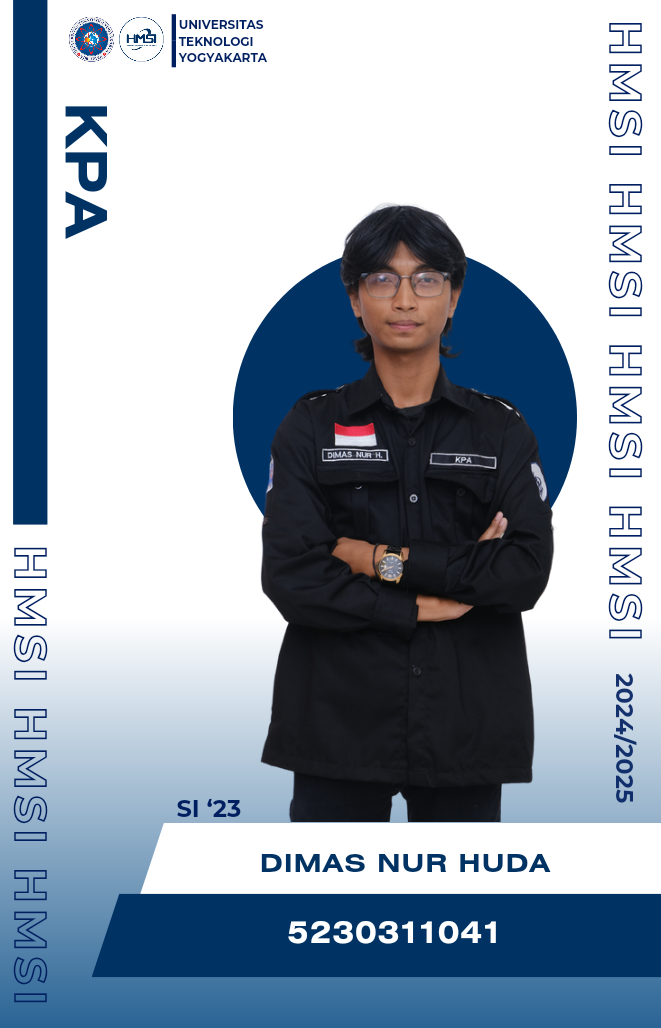 HMSI
UNIVERSITAS
TEKNOLOGI
YOGYAKARTA
KPA
HMSI HMSI HMSI HMSI
2024/2025
DIMAS NUR H.
KPA
HMSI HMSI HMSI
SI ‘23
DIMAS NUR HUDA
5230311041